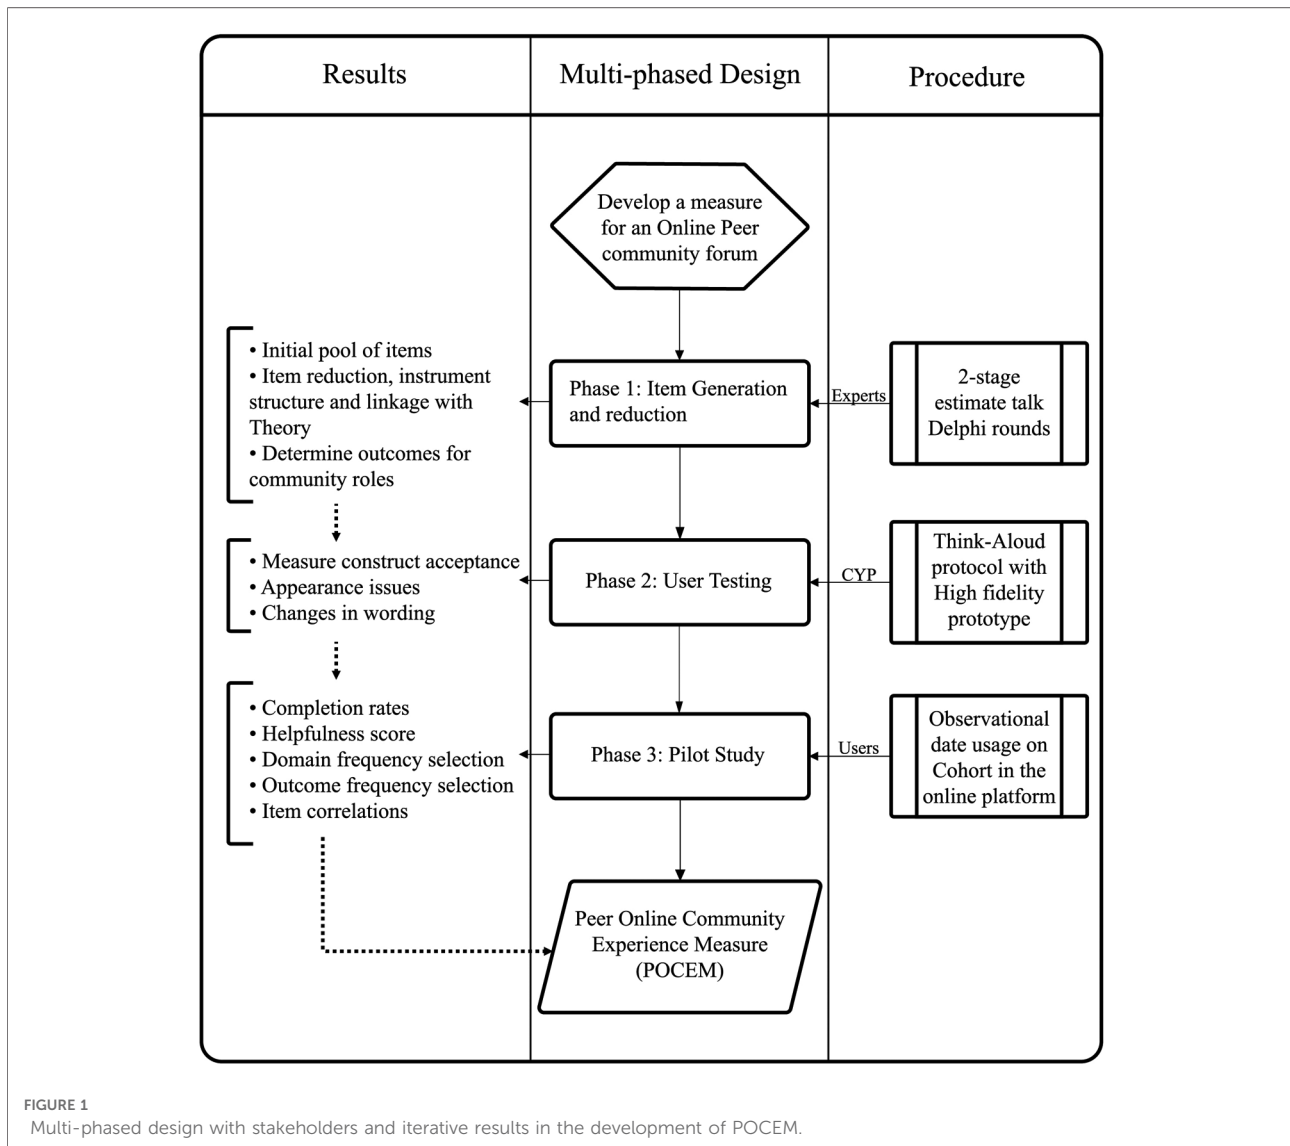 Results
Multi-phased Design
Procedure
Develop a measure
for an Online Peer
community forum
• Initial pool of items
• Item reduction, instrument
structure and linkage with
Theory
• Determine outcomes for
community roles
Phase 1: Item Generation
and reduction
Experts
2-stage
estimate talk
Delphi rounds
• Measure construct acceptance
• Appearance issues
• Changes in wording
Phase 2: User Testing
CYP
Think-Aloud
protocol with
High fidelity
prototype
• Completion rates
• Helpfulness score
• Domain frequency selection
• Outcome frequency selection
• Item correlations
Phase 3: Pilot Study
Users
Observational
date usage on
Cohort in the
online platform
Peer Online Community
Experience Measure
(POCEM)
FIGURE 1
Multi-phased design with stakeholders and iterative results in the development of POCEM.